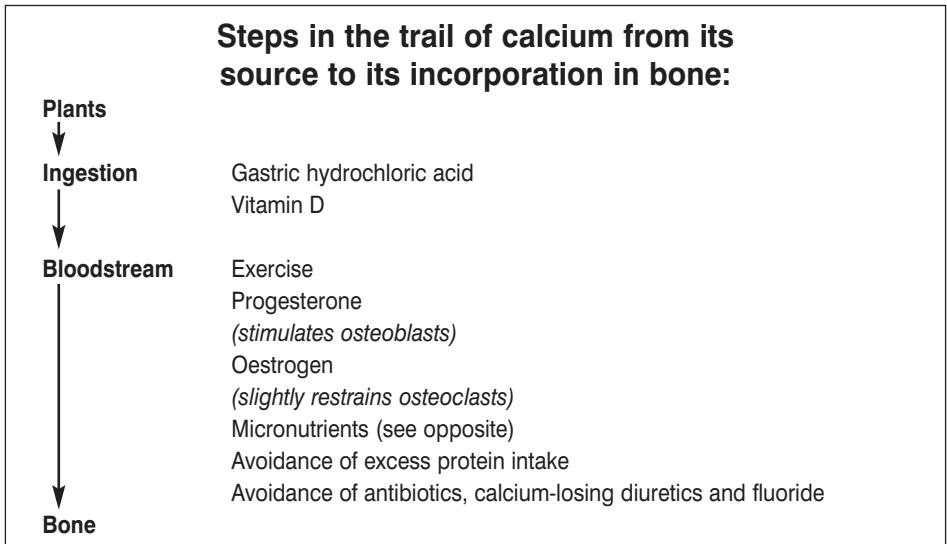 Steps in the trail of calcium from its
source to its incorporation in bone:
Plants
Ingestion Gastric hydrochloric acid
Vitamin D
Bloodstream Exercise
Progesterone
(stimulates osteoblasts)
Oestrogen
(slightly restrains osteoclasts)
Micronutrients (see opposite)
Avoidance of excess protein intake
Avoidance of antibiotics, calcium-losing diuretics and fluoride
Bone